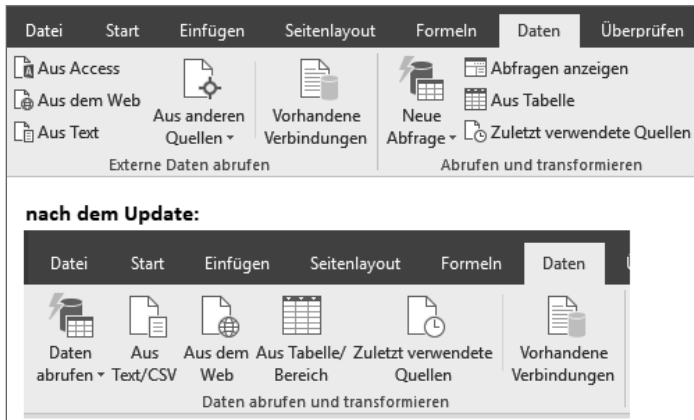 Datei Start Einfügen Seitenlayout Formeln Daten Überprüfen
Aus Access
Aus dem Web
Aus Text
Aus anderen
Quellen
Vorhandene
Verbindungen
Externe Daten abrufen
Neue
Abfrage
Abfragen anzeigen
Aus Tabelle
Zuletzt verwendete Quellen
Abrufen und transformieren
nach dem Update:
Datei Start Einfügen Seitenlayout Formeln Daten
Daten
abrufen
Aus
Text/CSV
Aus dem
Web
Aus Tabelle/
Bereich
Zuletzt verwendete
Quellen
Vorhandene
Verbindungen
Daten abrufen und transformieren